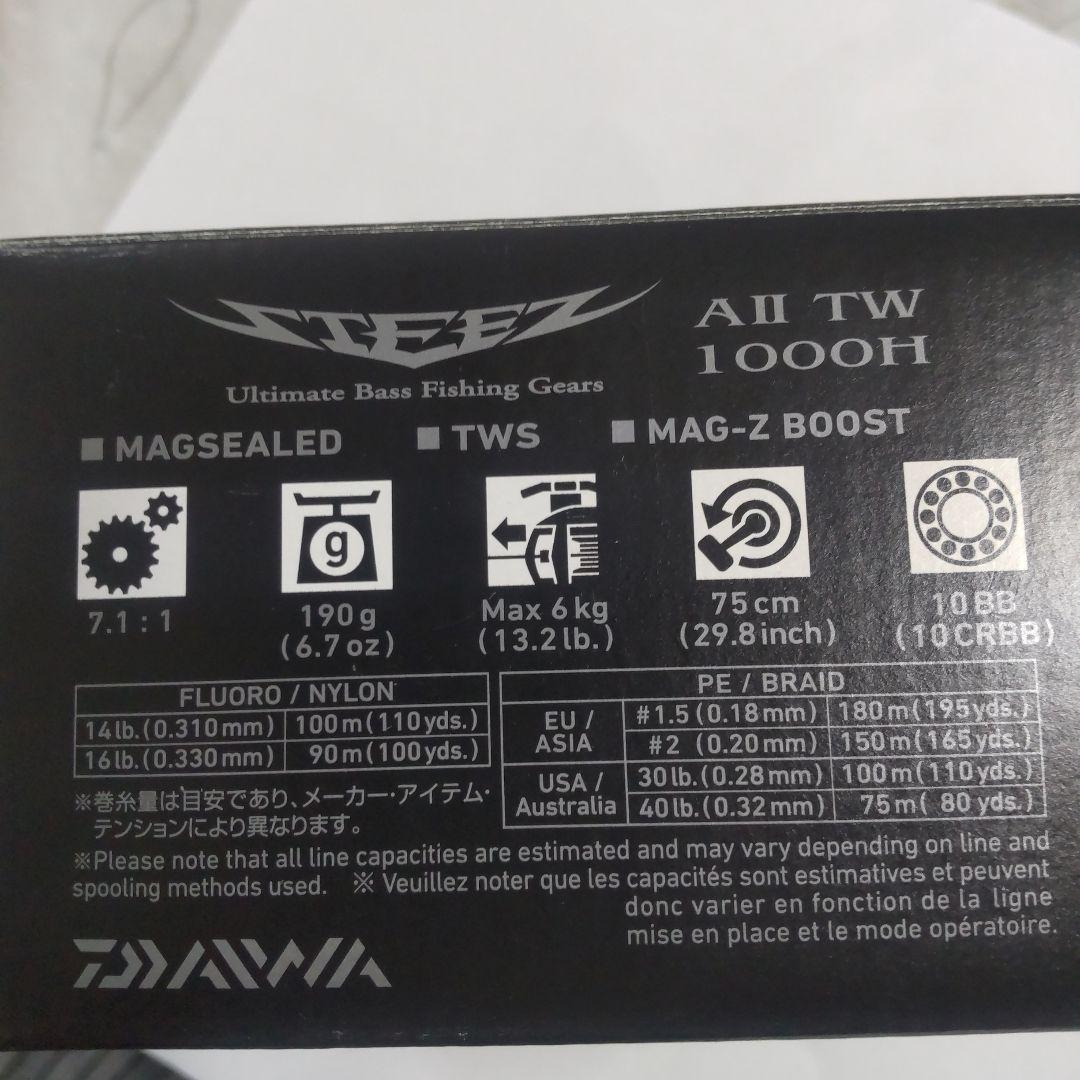 STEEZ
AII TW
1000H
Ultimate Bass Fishing Gears
■ MAGSEALED ■ TWS ■ MAG-Z BOOST
g
7.1 : 1
190g
(6.7oz)
Max 6kg
(13.2lb.)
75cm
(29.8inch)
10BB
(10CRBB)
FLUORO / NYLON
14lb.(0.310mm) 100m(110yds.)
16lb.(0.330mm) 90m(100yds.)
PE / BRAID
EU / ASIA #1.5 (0.18mm) 180m(195yds.)
#2 (0.20mm) 150m(165yds.)
USA / Australia 30lb.(0.28mm) 100m(110yds.)
40lb.(0.32mm) 75m( 80 yds.)
※巻糸量は目安であり、メーカー・アイテム・
テンションにより異なります。
※Please note that all line capacities are estimated and may vary depending on line and
spooling methods used. ※ Veuillez noter que les capacités sont estimatives et peuvent
donc varier en fonction de la ligne
mise en place et le mode opératoire.
DAIWA